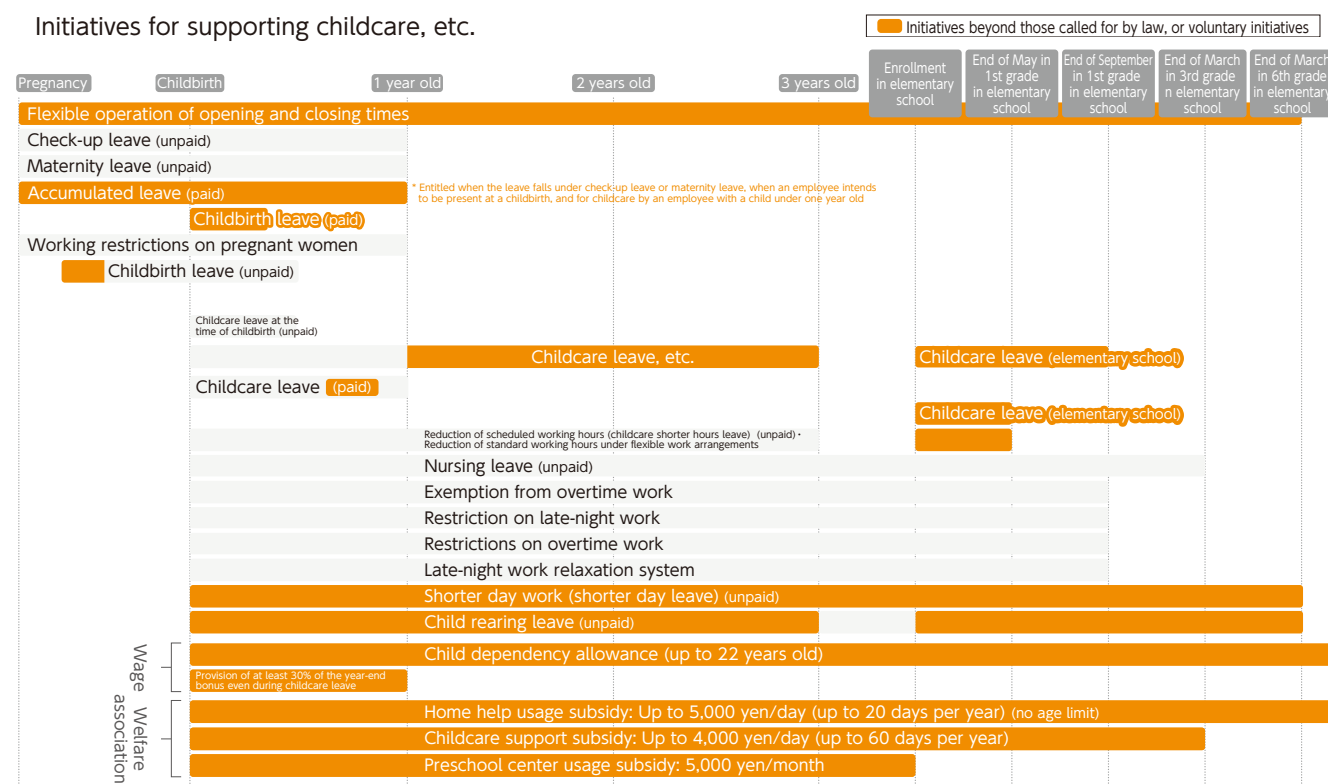 Initiatives for supporting childcare, etc.
Initiatives beyond those called for by law, or voluntary initiatives
Pregnancy
Childbirth
1 year old
2 years old
3 years old
Enrollment
in elementary
school
End of May in
1st grade
in elementary
school
End of September
in 1st grade
in elementary
school
End of March
in 3rd grade
n elementary
school
End of March
in 6th grade
in elementary
school
Flexible operation of opening and closing times
Check-up leave (unpaid)
Maternity leave (unpaid)
Accumulated leave (paid)
* Entitled when the leave falls under check-up leave or maternity leave, when an employee intends
to be present at a childbirth, and for childcare by an employee with a child under one year old
Childbirth leave (paid)
Working restrictions on pregnant women
Childbirth leave (unpaid)
Childcare leave at the
time of childbirth (unpaid)
Childcare leave, etc.
Childcare leave (elementary school)
Childcare leave (paid)
Childcare leave (elementary school)
Reduction of scheduled working hours (childcare shorter hours leave) (unpaid)・
Reduction of standard working hours under flexible work arrangements
Nursing leave (unpaid)
Exemption from overtime work
Restriction on late-night work
Restrictions on overtime work
Late-night work relaxation system
Shorter day work (shorter day leave) (unpaid)
Child rearing leave (unpaid)
Wage
Child dependency allowance (up to 22 years old)
Provision of at least 30% of the year-end
bonus even during childcare leave
Welfare
association
Home help usage subsidy: Up to 5,000 yen/day (up to 20 days per year) (no age limit)
Childcare support subsidy: Up to 4,000 yen/day (up to 60 days per year)
Preschool center usage subsidy: 5,000 yen/month